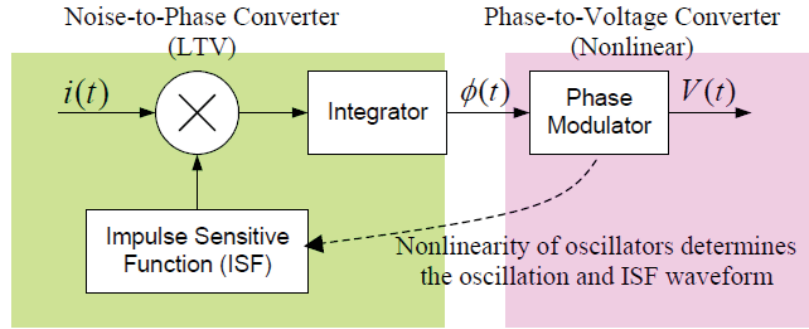 Noise-to-Phase Converter
(LTV)
Phase-to-Voltage Converter
(Nonlinear)
i(t)
Integrator
ϕ(t)
Phase
Modulator
V(t)
Impulse Sensitive
Function (ISF)
Nonlinearity of oscillators determines
the oscillation and ISF waveform